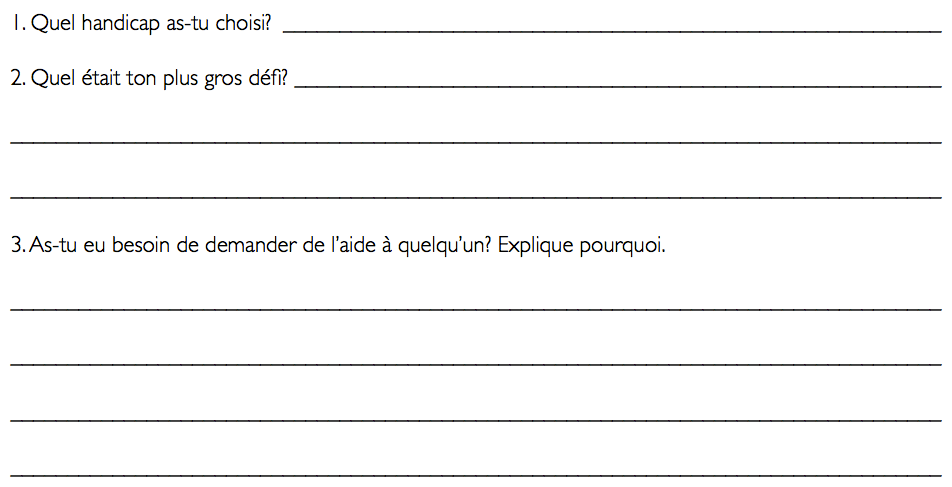 1. Quel handicap as-tu choisi?
2. Quel était ton plus gros défi?
3. As-tu eu besoin de demander de l'aide à quelqu'un? Explique pourquoi.